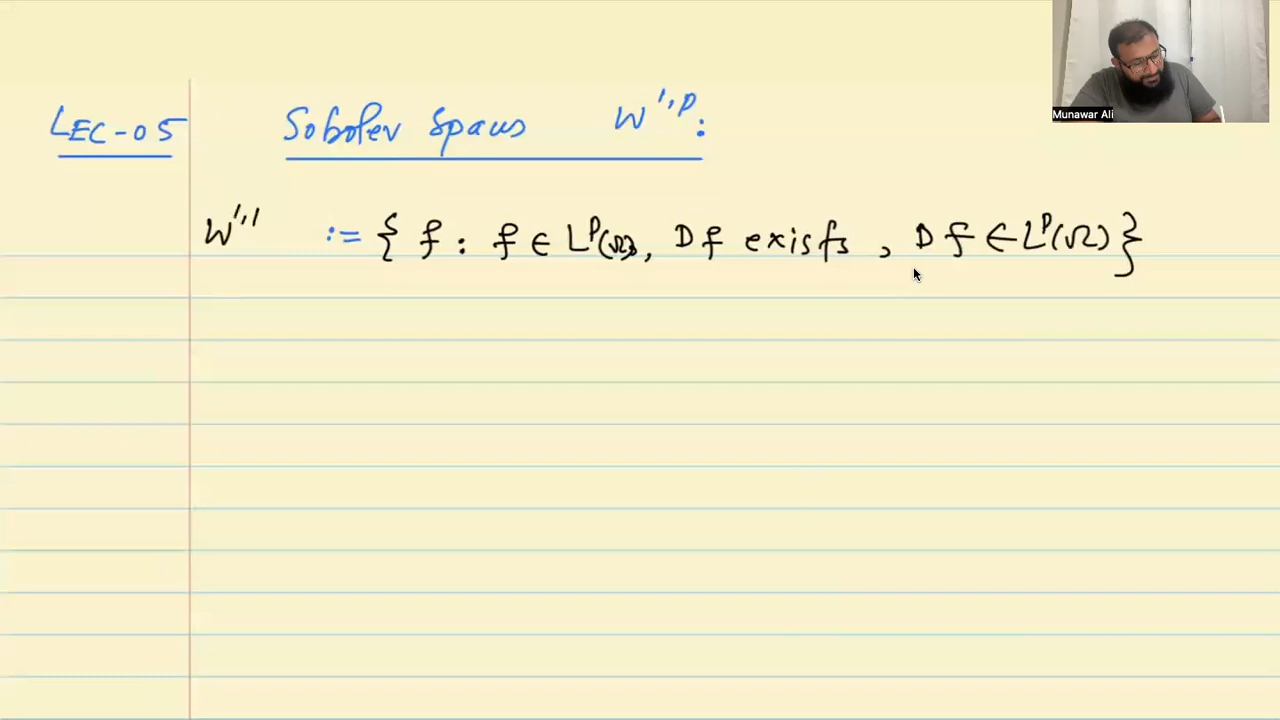 Munawar Ali
LEC-05 Sobolev Spaces W^{1,p}:
W^{1,1} := { f : f ∈ L^p(Ω), Df exists, Df ∈ L^p(Ω) }